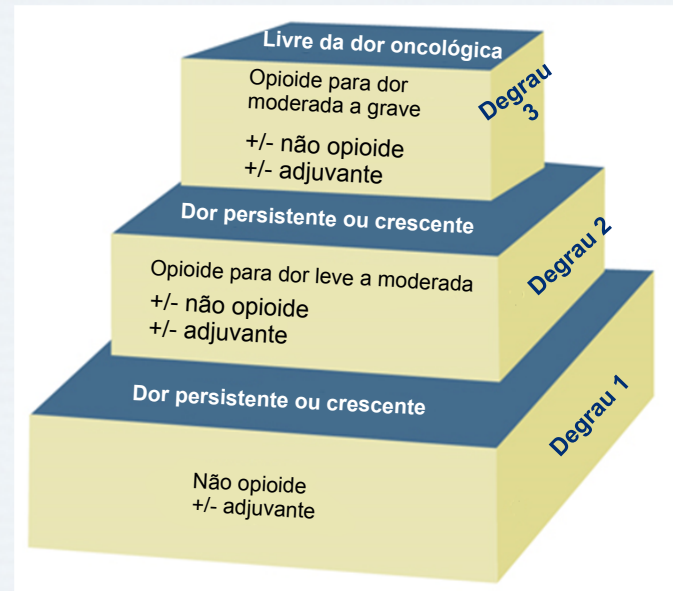 Livre da dor oncológica
Opioide para dor
moderada a grave
+/- não opioide
+/- adjuvante
Degrau
3
Dor persistente ou crescente
Opioide para dor leve a moderada
+/- não opioide
+/- adjuvante
Degrau 2
Dor persistente ou crescente
Não opioide
+/- adjuvante
Degrau 1